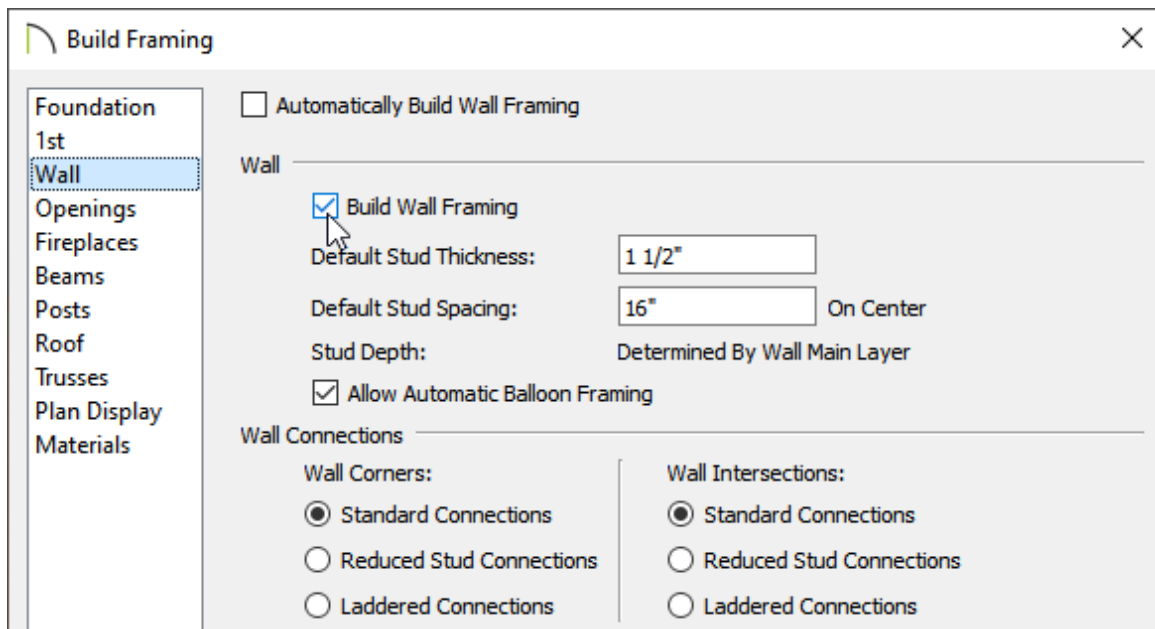 Build Framing
Foundation
1st
Wall
Openings
Fireplaces
Beams
Posts
Roof
Trusses
Plan Display
Materials
Automatically Build Wall Framing
Wall
Build Wall Framing
Default Stud Thickness: 1 1/2"
Default Stud Spacing: 16" On Center
Stud Depth: Determined By Wall Main Layer
Allow Automatic Balloon Framing
Wall Connections
Wall Corners:
Standard Connections
Reduced Stud Connections
Laddered Connections
Wall Intersections:
Standard Connections
Reduced Stud Connections
Laddered Connections